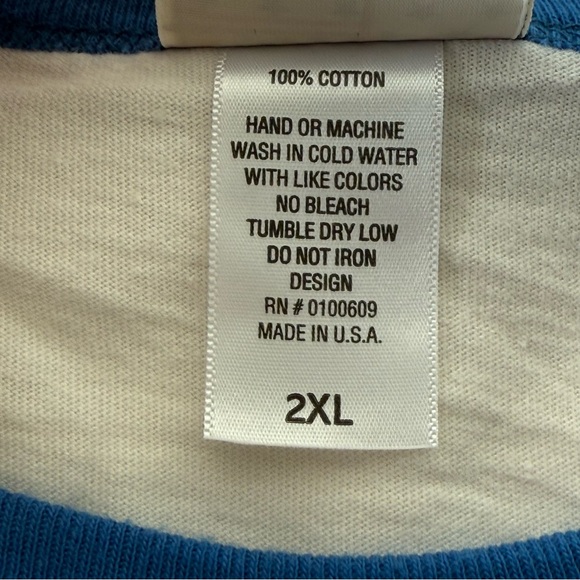 100% COTTON
HAND OR MACHINE
WASH IN COLD WATER
WITH LIKE COLORS
NO BLEACH
TUMBLE DRY LOW
DO NOT IRON
DESIGN
RN # 0100609
MADE IN U.S.A.
2XL